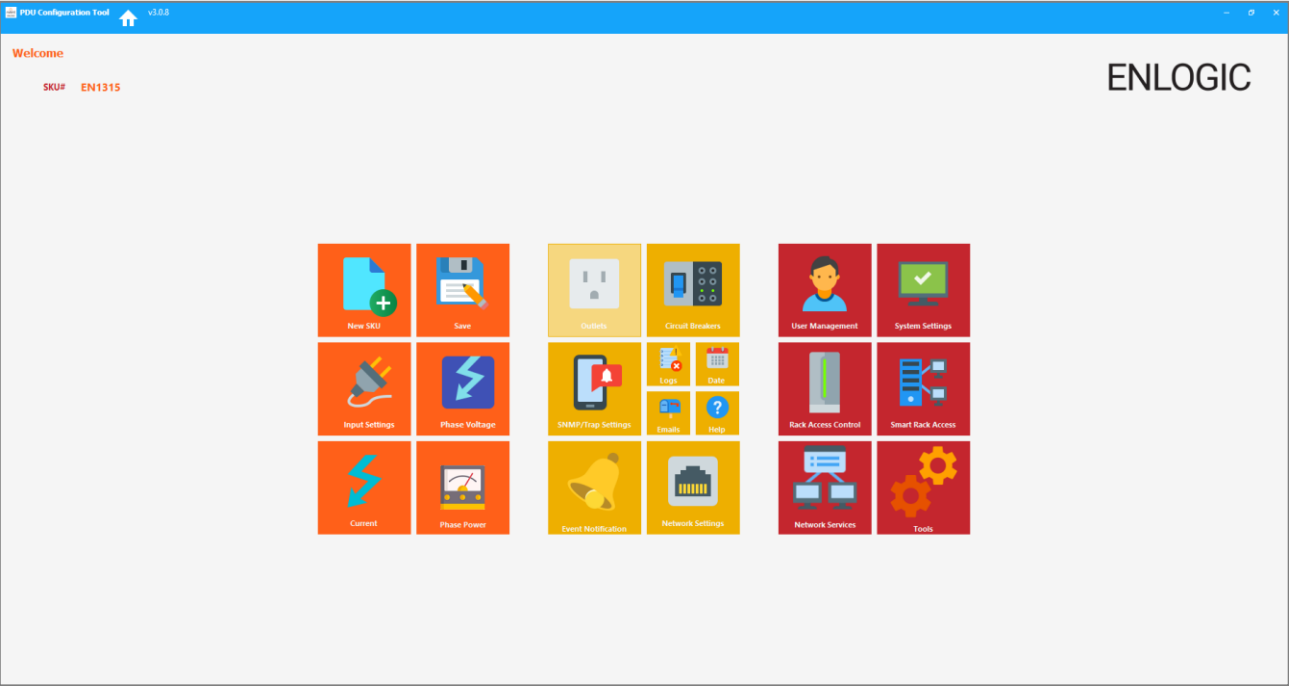 PDU Configuration Tool v3.0.8
Welcome
ENLOGIC
SKU# EN1315
New SKU Save Outlets Circuit Breakers User Management System Settings
Logs Date
Input Settings Phase Voltage SNMP/Trap Settings Emails Help Rack Access Control Smart Rack Access
Current Phase Power Event Notification Network Settings Network Services Tools